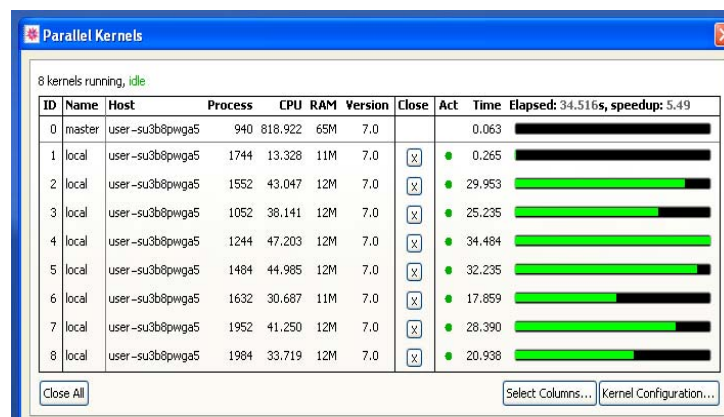 Parallel Kernels
8 kernels running, idle
ID Name Host Process CPU RAM Version Close Act Time Elapsed: 34.516s, speedup: 5.49
0 master user-su3b8pwga5 940 818.922 65M 7.0 0.063
1 local user-su3b8pwga5 1744 13.328 11M 7.0 x 0.265
2 local user-su3b8pwga5 1552 43.047 12M 7.0 x 29.953
3 local user-su3b8pwga5 1052 38.141 12M 7.0 x 25.235
4 local user-su3b8pwga5 1244 47.203 12M 7.0 x 34.484
5 local user-su3b8pwga5 1484 44.985 12M 7.0 x 32.235
6 local user-su3b8pwga5 1632 30.687 11M 7.0 x 17.859
7 local user-su3b8pwga5 1952 41.250 12M 7.0 x 28.390
8 local user-su3b8pwga5 1984 33.719 12M 7.0 x 20.938
Close All Select Columns... Kernel Configuration...